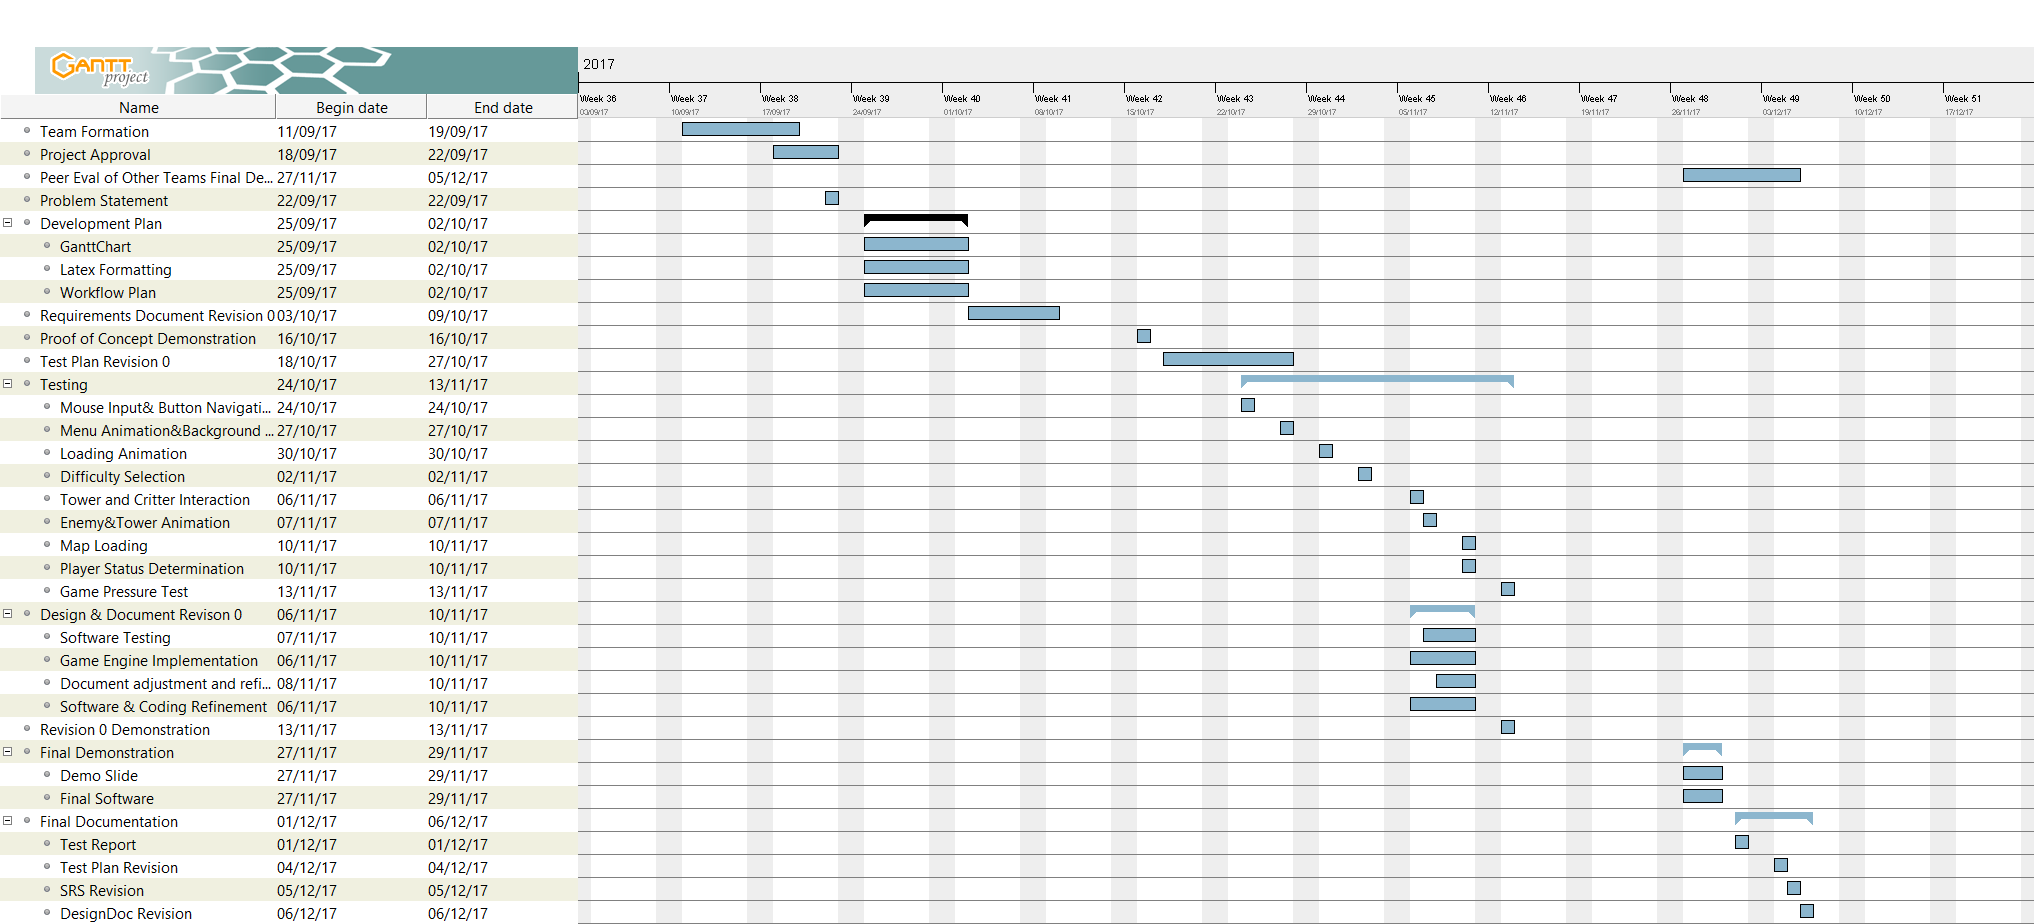 GANTT project
2017
Week 36 Week 37 Week 38 Week 39 Week 40 Week 41 Week 42 Week 43 Week 44 Week 45 Week 46 Week 47 Week 48 Week 49 Week 50 Week 51
Name Begin date End date
03/09/17 10/09/17 17/09/17 24/09/17 01/10/17 08/10/17 15/10/17 22/10/17 29/10/17 05/11/17 12/11/17 19/11/17 26/11/17 03/12/17 10/12/17 17/12/17
Team Formation 11/09/17 19/09/17
Project Approval 18/09/17 22/09/17
Peer Eval of Other Teams Final De... 27/11/17 05/12/17
Problem Statement 22/09/17 22/09/17
Development Plan 25/09/17 02/10/17
GanttChart 25/09/17 02/10/17
Latex Formatting 25/09/17 02/10/17
Workflow Plan 25/09/17 02/10/17
Requirements Document Revision 0 03/10/17 09/10/17
Proof of Concept Demonstration 16/10/17 16/10/17
Test Plan Revision 0 18/10/17 27/10/17
Testing 24/10/17 13/11/17
Mouse Input& Button Navigati... 24/10/17 24/10/17
Menu Animation&Background ... 27/10/17 27/10/17
Loading Animation 30/10/17 30/10/17
Difficulty Selection 02/11/17 02/11/17
Tower and Critter Interaction 06/11/17 06/11/17
Enemy&Tower Animation 07/11/17 07/11/17
Map Loading 10/11/17 10/11/17
Player Status Determination 10/11/17 10/11/17
Game Pressure Test 13/11/17 13/11/17
Design & Document Revison 0 06/11/17 10/11/17
Software Testing 07/11/17 10/11/17
Game Engine Implementation 06/11/17 10/11/17
Document adjustment and refi... 08/11/17 10/11/17
Software & Coding Refinement 06/11/17 10/11/17
Revision 0 Demonstration 13/11/17 13/11/17
Final Demonstration 27/11/17 29/11/17
Demo Slide 27/11/17 29/11/17
Final Software 27/11/17 29/11/17
Final Documentation 01/12/17 06/12/17
Test Report 01/12/17 01/12/17
Test Plan Revision 04/12/17 04/12/17
SRS Revision 05/12/17 05/12/17
DesignDoc Revision 06/12/17 06/12/17